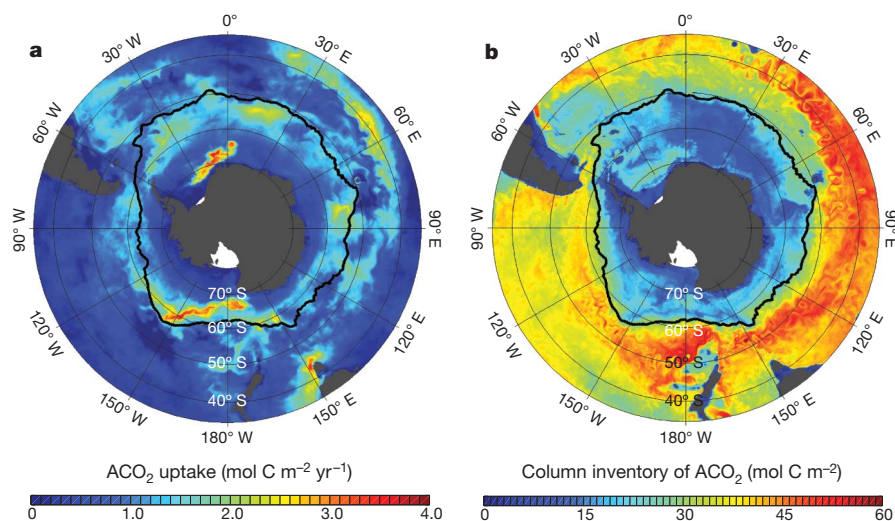 a
0°
30° E
60° E
90° E
120° E
150° E
180° W
150° W
120° W
90° W
60° W
30° W
70° S
60° S
50° S
40° S
ACO₂ uptake (mol C m⁻² yr⁻¹)
0 1.0 2.0 3.0 4.0
b
0°
30° E
60° E
90° E
120° E
150° E
180° W
150° W
120° W
90° W
60° W
30° W
70° S
60° S
50° S
40° S
Column inventory of ACO₂ (mol C m⁻²)
0 15 30 45 60